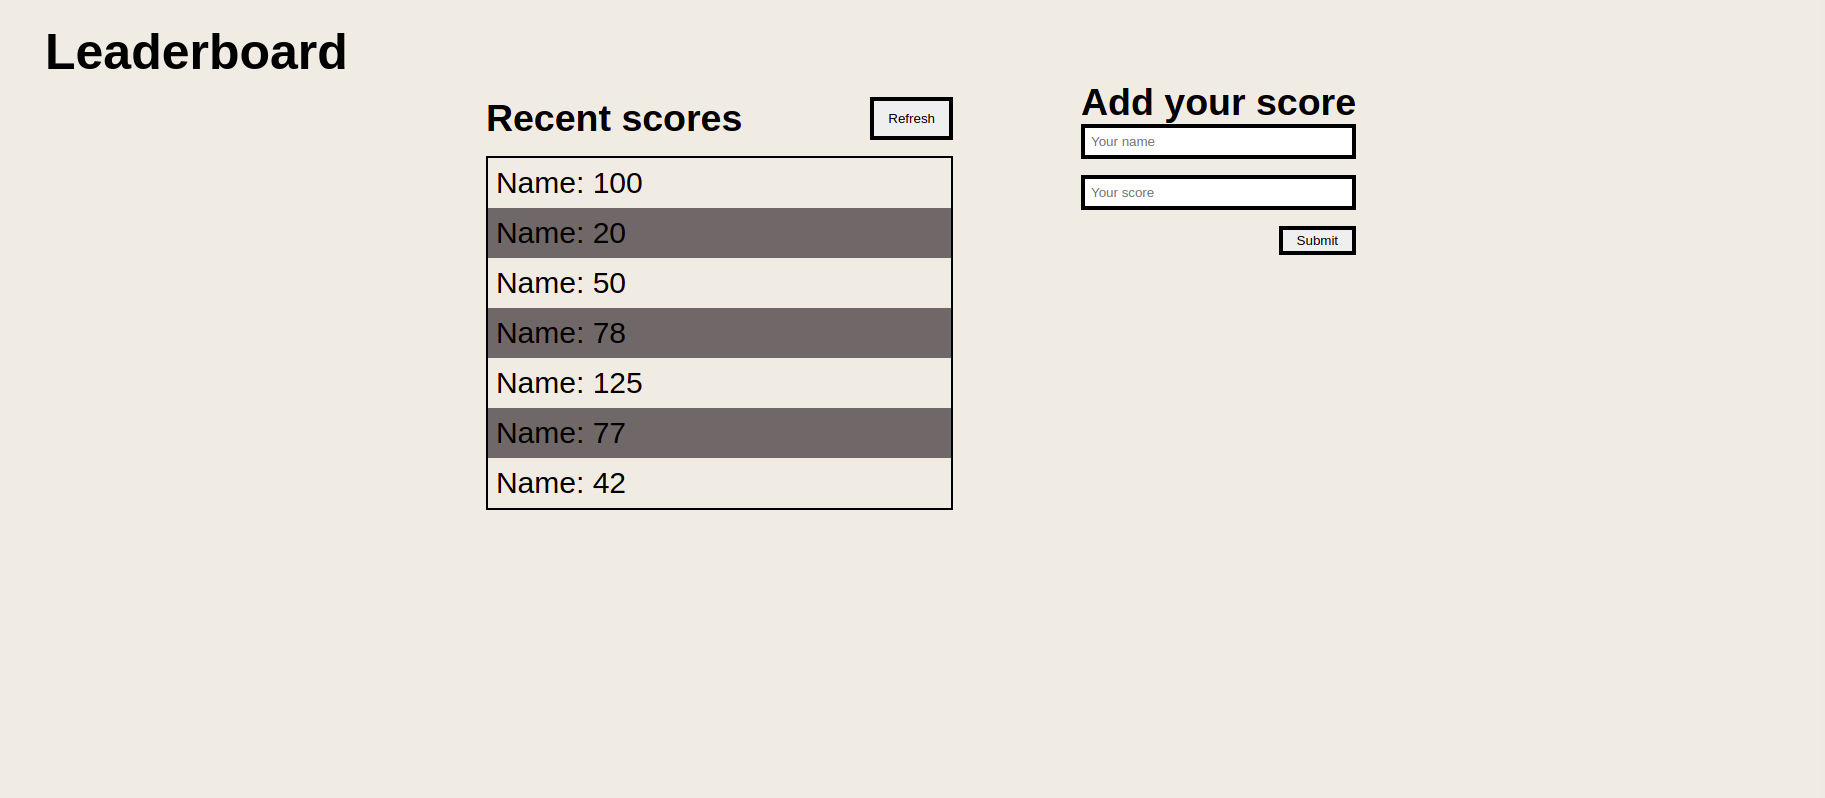 Leaderboard
Recent scores
Refresh
Name: 100
Name: 20
Name: 50
Name: 78
Name: 125
Name: 77
Name: 42
Add your score
Your name
Your score
Submit